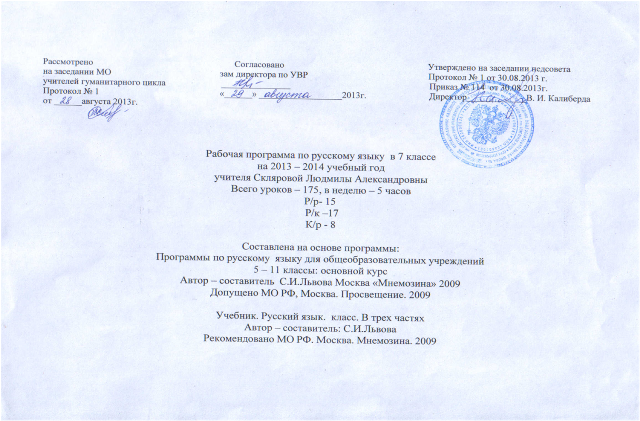 Рассмотрено
на заседании МО
учителей гуманитарного цикла
Протокол № 1
от 28 августа 2013г.
Согласовано
зам директора по УВР
« 29 » августа 2013г.
Утверждено на заседании педсовета
Протокол № 1 от 30.08.2013 г.
Приказ № 114 от 30.08.2013г.
Директор В. И. Калиберда
Рабочая программа по русскому языку в 7 классе
на 2013 – 2014 учебный год
учителя Скляровой Людмилы Александровны
Всего уроков – 175, в неделю – 5 часов
Р/р- 15
Р/к –17
К/р - 8
Составлена на основе программы:
Программы по русскому языку для общеобразовательных учреждений
5 – 11 классы: основной курс
Автор – составитель С.И.Львова Москва «Мнемозина» 2009
Допущено МО РФ, Москва. Просвещение. 2009
Учебник. Русский язык. класс. В трех частях
Автор – составитель: С.И.Львова
Рекомендовано МО РФ. Москва. Мнемозина. 2009